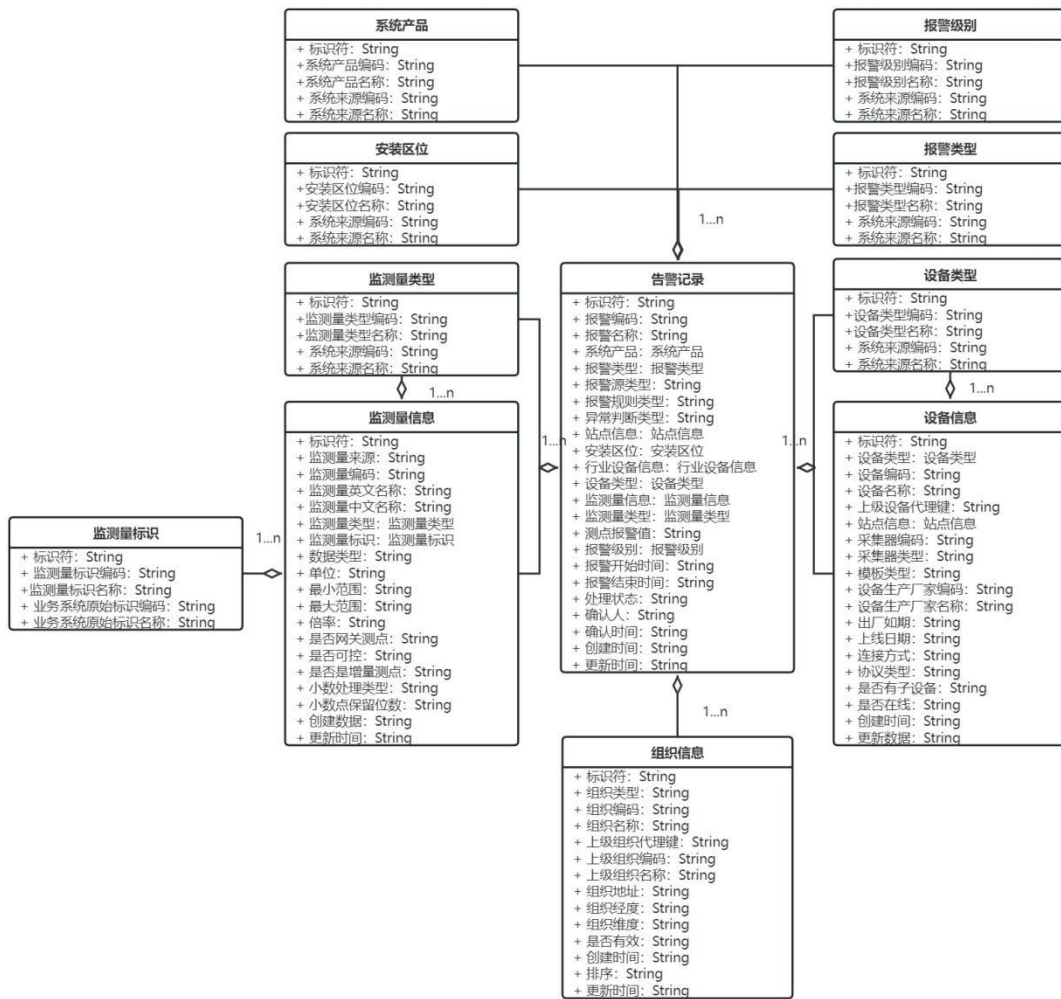 系统产品
+ 标识符：String
+系统产品编码：String
+系统产品名称：String
+ 系统来源编码：String
+ 系统来源名称：String
报警级别
+ 标识符：String
+报警级别编码：String
+报警级别名称：String
+ 系统来源编码：String
+ 系统来源名称：String
安装区位
+ 标识符：String
+安装区位编码：String
+安装区位名称：String
+ 系统来源编码：String
+ 系统来源名称：String
报警类型
+ 标识符：String
+报警类型编码：String
+报警类型名称：String
+ 系统来源编码：String
+ 系统来源名称：String
1...n
监测量类型
+ 标识符：String
+监测量类型编码：String
+监测量类型名称：String
+ 系统来源编码：String
+ 系统来源名称：String
1...n
告警记录
+ 标识符：String
+ 报警编码：String
+ 报警名称：String
+ 系统产品：系统产品
+ 报警类型：报警类型
+ 报警源类型：String
+ 报警规则类型：String
+ 异常判断类型：String
+ 站点信息：站点信息
+ 安装区位：安装区位
+ 行业设备信息：行业设备信息
+ 设备类型：设备类型
+ 监测量信息：监测量信息
+ 监测量类型：监测量类型
+ 测点报警值：String
+ 报警级别：报警级别
+ 报警开始时间：String
+ 报警结束时间：String
+ 处理状态：String
+ 确认人：String
+ 确认时间：String
+ 创建时间：String
+ 更新时间：String
设备类型
+ 标识符：String
+设备类型编码：String
+设备类型名称：String
+ 系统来源编码：String
+ 系统来源名称：String
1...n
监测量信息
+ 标识符：String
+ 监测量来源：String
+ 监测量编码：String
+ 监测量英文名称：String
+ 监测量中文名称：String
+ 监测量类型：监测量类型
+ 监测量标识：监测量标识
+ 数据类型：String
+ 单位：String
+ 最小范围：String
+ 最大范围：String
+ 倍率：String
+ 是否网关测点：String
+ 是否可控：String
+ 是否是增量测点：String
+ 小数处理类型：String
+ 小数点保留位数：String
+ 创建数据：String
+ 更新时间：String
1...n
1...n
设备信息
+ 标识符：String
+ 设备类型：设备类型
+ 设备编码：String
+ 设备名称：String
+ 上级设备代理键：String
+ 站点信息：站点信息
+ 采集器编码：String
+ 采集器类型：String
+ 模板类型：String
+ 设备生产厂家编码：String
+ 设备生产厂家名称：String
+ 出厂如期：String
+ 上线日期：String
+ 连接方式：String
+ 协议类型：String
+ 是否有子设备：String
+ 是否在线：String
+ 创建时间：String
+ 更新数据：String
监测量标识
+ 标识符：String
+ 监测量标识编码：String
+监测量标识名称：String
+ 业务系统原始标识编码：String
+ 业务系统原始标识名称：String
1...n
1...n
组织信息
+ 标识符：String
+ 组织类型：String
+ 组织编码：String
+ 组织名称：String
+ 上级组织代理键：String
+ 上级组织编码：String
+ 上级组织名称：String
+ 组织地址：String
+ 组织经度：String
+ 组织维度：String
+ 是否有效：String
+ 创建时间：String
+ 排序：String
+ 更新时间：String